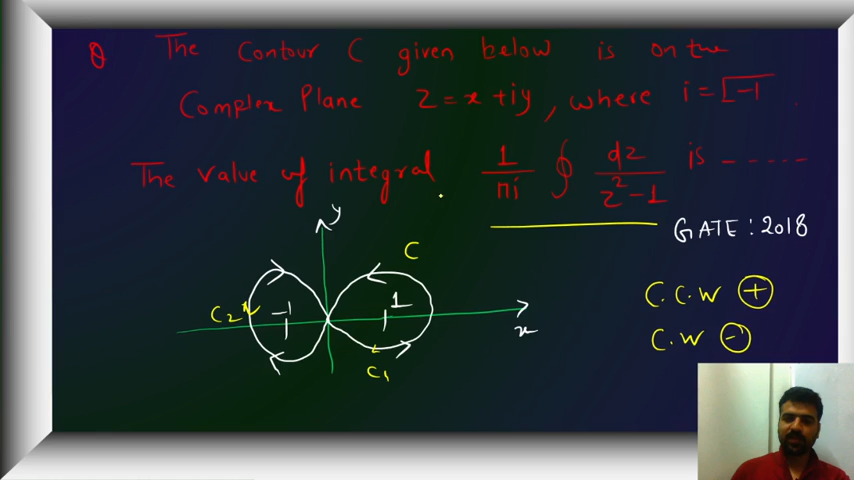 Q The Contour C given below is on the
Complex Plane Z = x + iy, where i = √-1.
The value of integral 1/πi ∮ dz/z²-1 is ------
GATE : 2018
y
C
C.C.W +
C2
-1
1
x
C.W -
C1